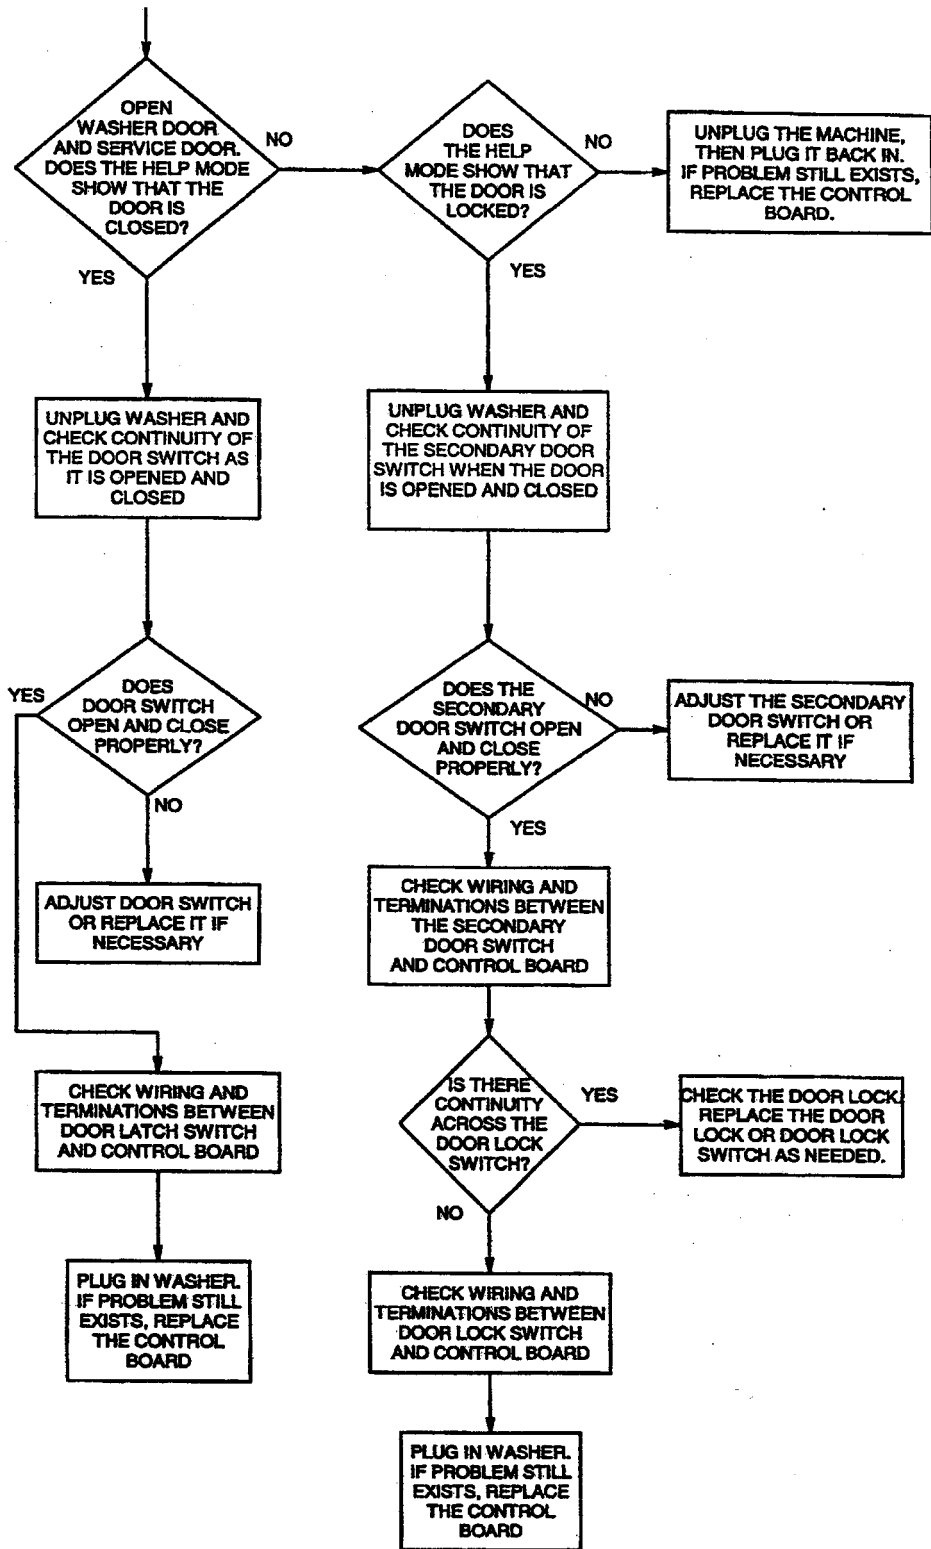 OPEN
WASHER DOOR
AND SERVICE DOOR.
DOES THE HELP MODE
SHOW THAT THE
DOOR IS
CLOSED?
NO
YES
DOES
THE HELP
MODE SHOW THAT
THE DOOR IS
LOCKED?
NO
YES
UNPLUG THE MACHINE,
THEN PLUG IT BACK IN.
IF PROBLEM STILL EXISTS,
REPLACE THE CONTROL
BOARD.
UNPLUG WASHER AND
CHECK CONTINUITY OF
THE DOOR SWITCH AS
IT IS OPENED AND
CLOSED
UNPLUG WASHER AND
CHECK CONTINUITY OF
THE SECONDARY DOOR
SWITCH WHEN THE DOOR
IS OPENED AND CLOSED
YES
DOES
DOOR SWITCH
OPEN AND CLOSE
PROPERLY?
NO
DOES THE
SECONDARY
DOOR SWITCH OPEN
AND CLOSE
PROPERLY?
NO
YES
ADJUST THE SECONDARY
DOOR SWITCH OR
REPLACE IT IF
NECESSARY
ADJUST DOOR SWITCH
OR REPLACE IT IF
NECESSARY
CHECK WIRING AND
TERMINATIONS BETWEEN
THE SECONDARY
DOOR SWITCH
AND CONTROL BOARD
CHECK WIRING AND
TERMINATIONS BETWEEN
DOOR LATCH SWITCH
AND CONTROL BOARD
IS THERE
CONTINUITY
ACROSS THE
DOOR LOCK
SWITCH?
YES
NO
CHECK THE DOOR LOCK.
REPLACE THE DOOR
LOCK OR DOOR LOCK
SWITCH AS NEEDED.
PLUG IN WASHER.
IF PROBLEM STILL
EXISTS, REPLACE
THE CONTROL
BOARD
CHECK WIRING AND
TERMINATIONS BETWEEN
DOOR LOCK SWITCH
AND CONTROL BOARD
PLUG IN WASHER.
IF PROBLEM STILL
EXISTS, REPLACE
THE CONTROL
BOARD